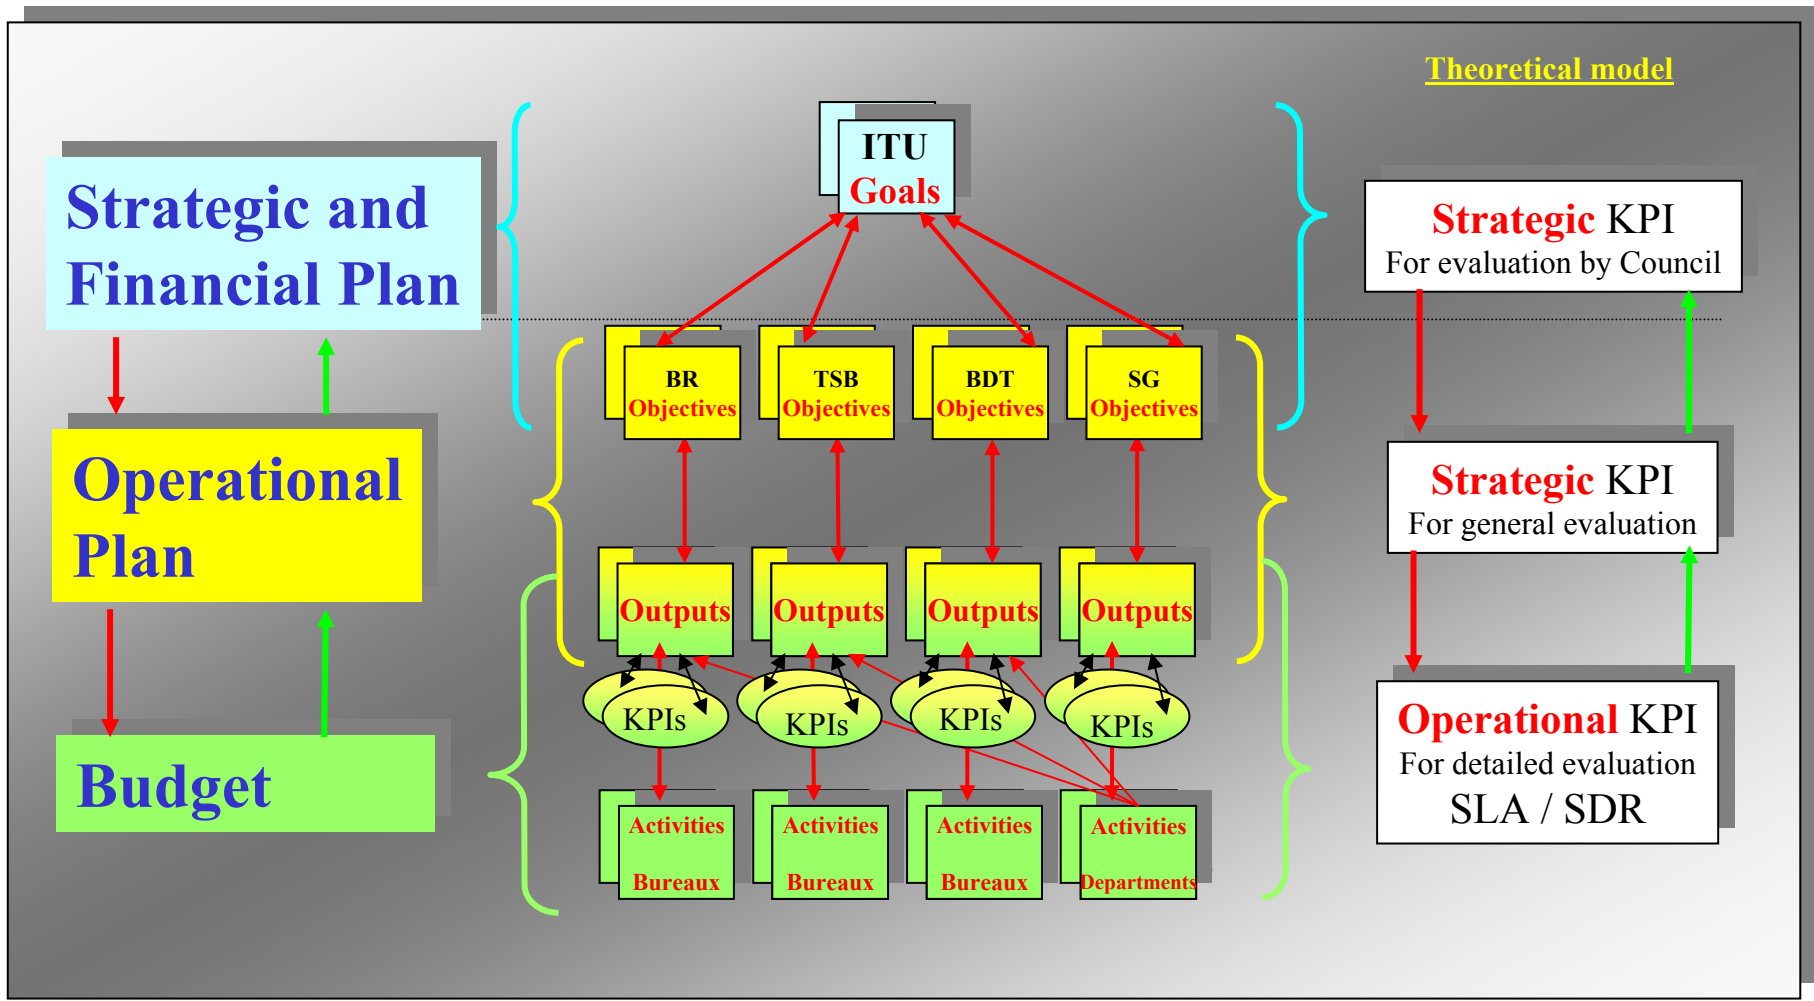 Theoretical model
Strategic and
Financial Plan
Operational
Plan
Budget
ITU
Goals
BR
Objectives
TSB
Objectives
BDT
Objectives
SG
Objectives
Outputs
Outputs
Outputs
Outputs
KPIs
KPIs
KPIs
KPIs
Activities
Bureaux
Activities
Bureaux
Activities
Bureaux
Activities
Departments
Strategic KPI
For evaluation by Council
Strategic KPI
For general evaluation
Operational KPI
For detailed evaluation
SLA / SDR